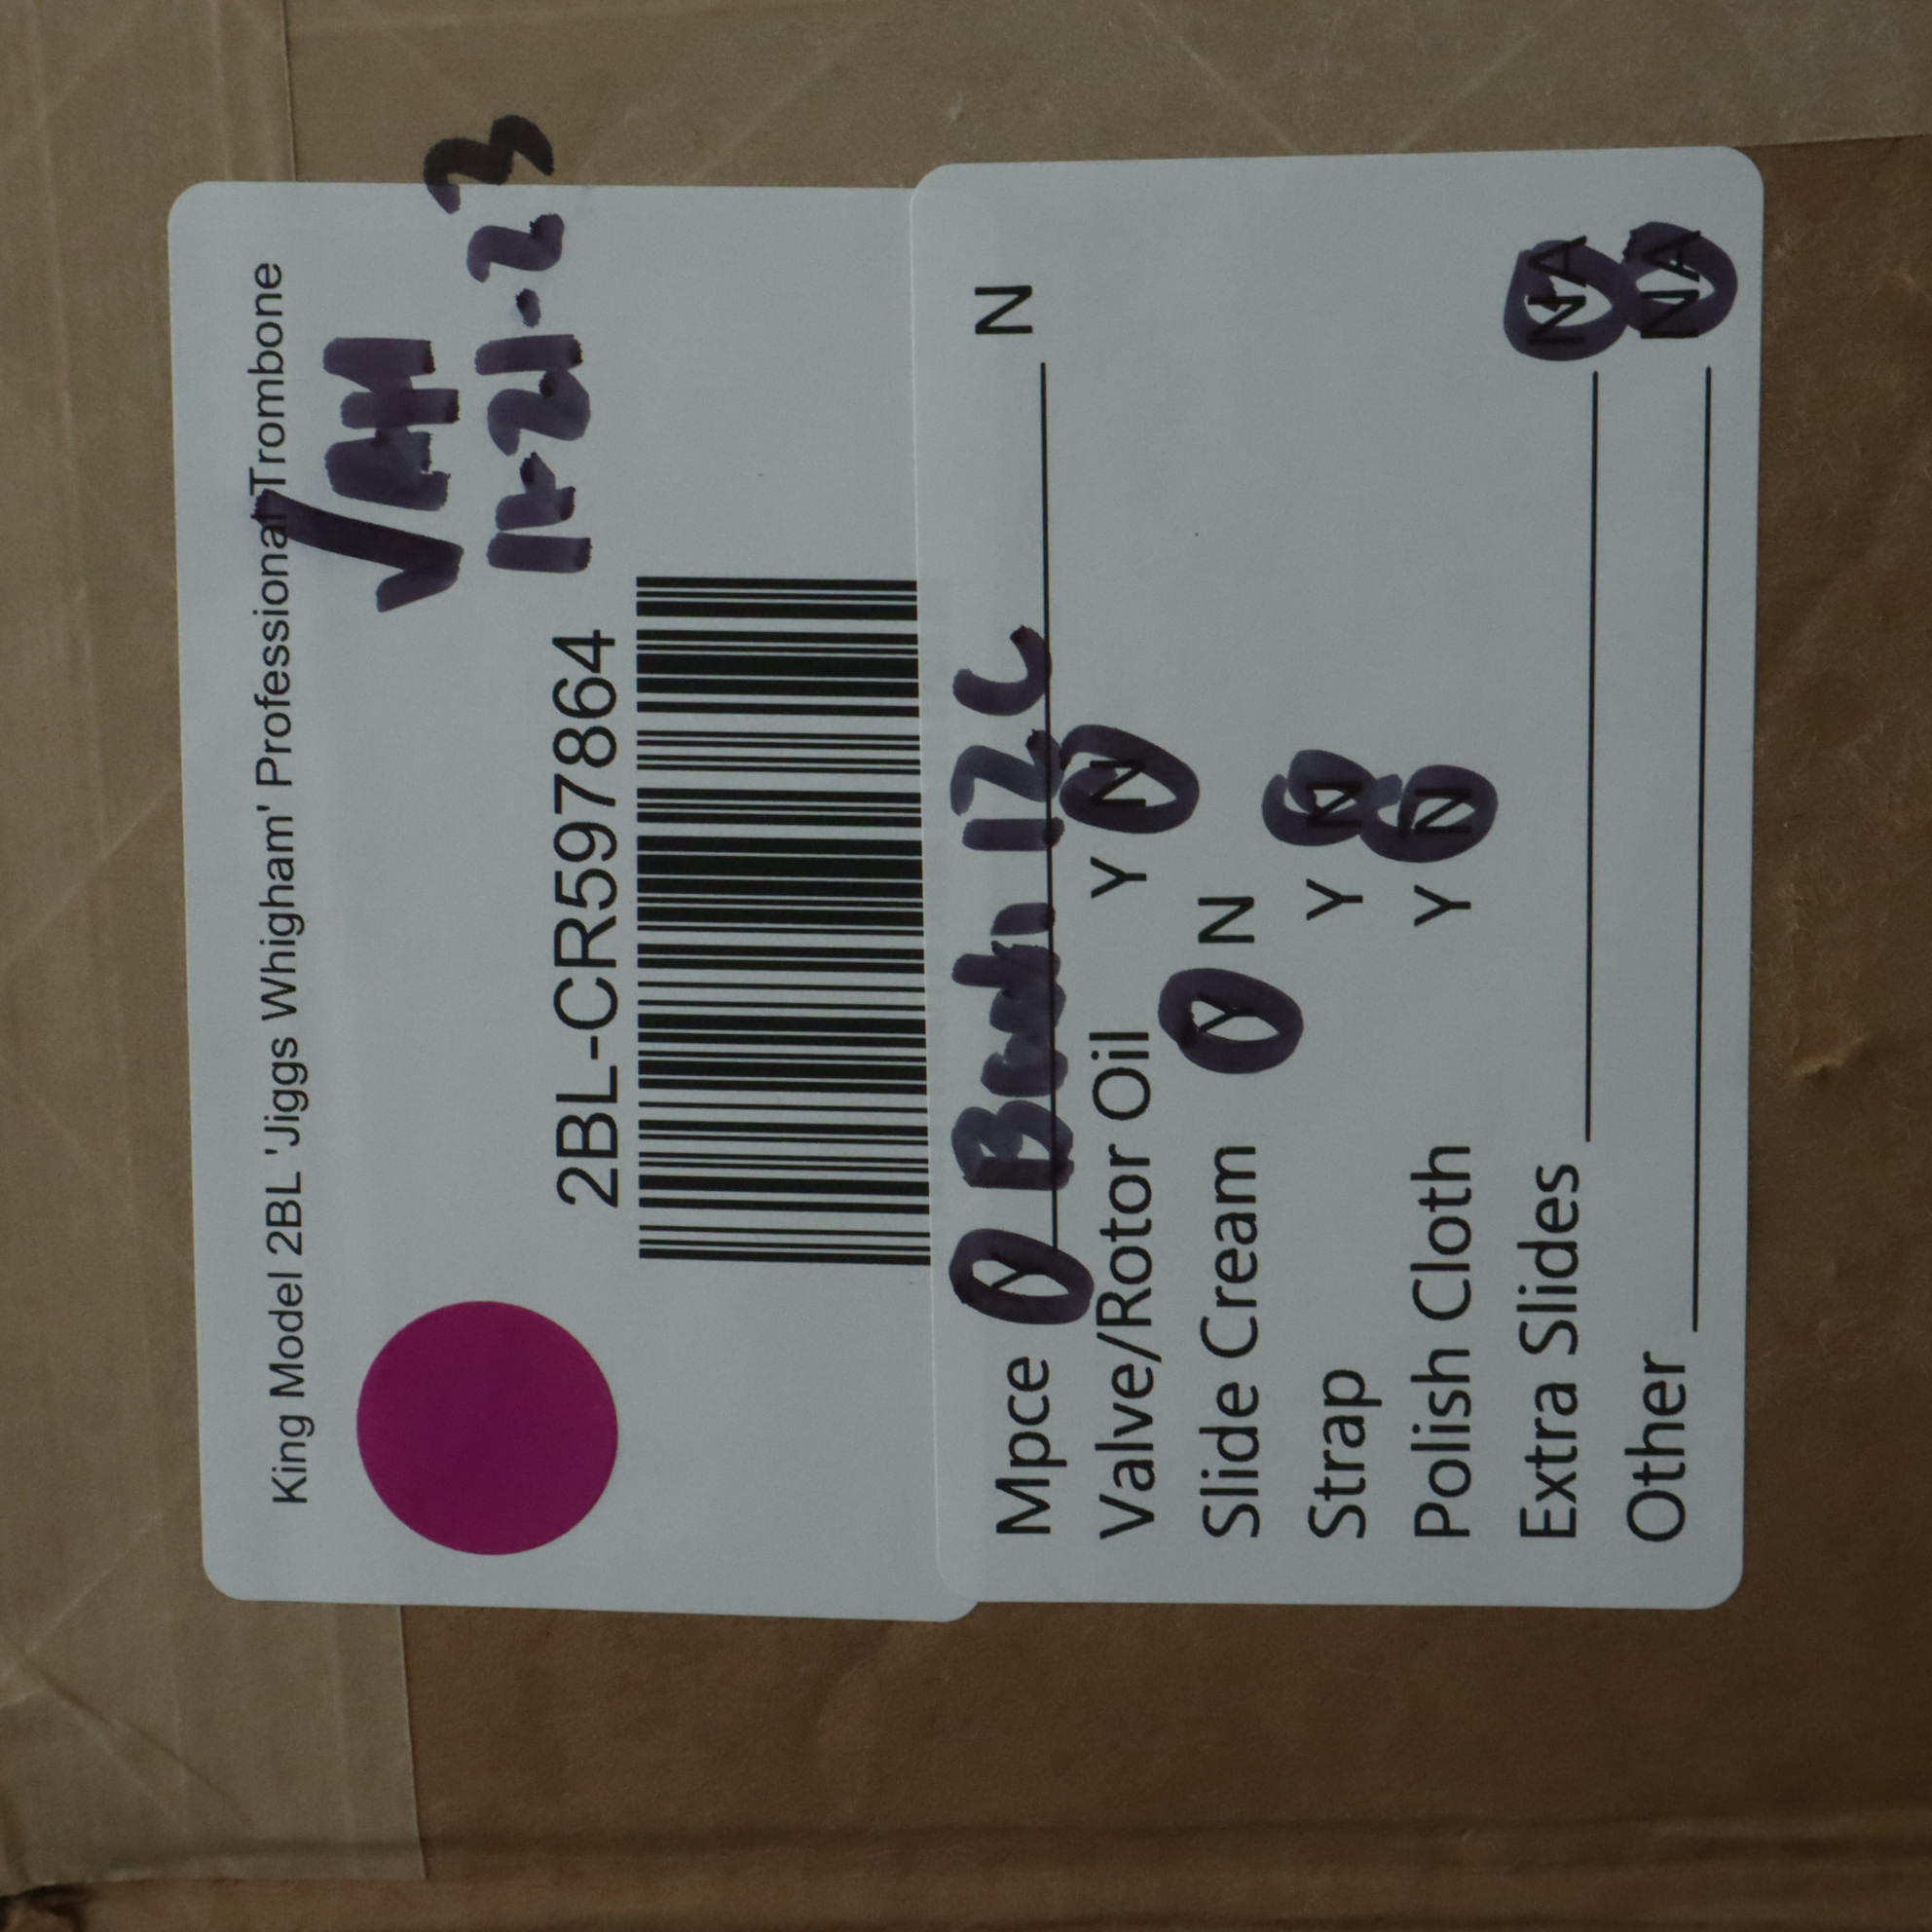 King Model 2BL 'Jiggs Whigham' Professional Trombone
11-21-23
2BL-CR597864
Mpce Y Bach 12C N
Valve/Rotor Oil Y N
Slide Cream Y N
Strap Y N
Polish Cloth Y N
Extra Slides NA
Other NA